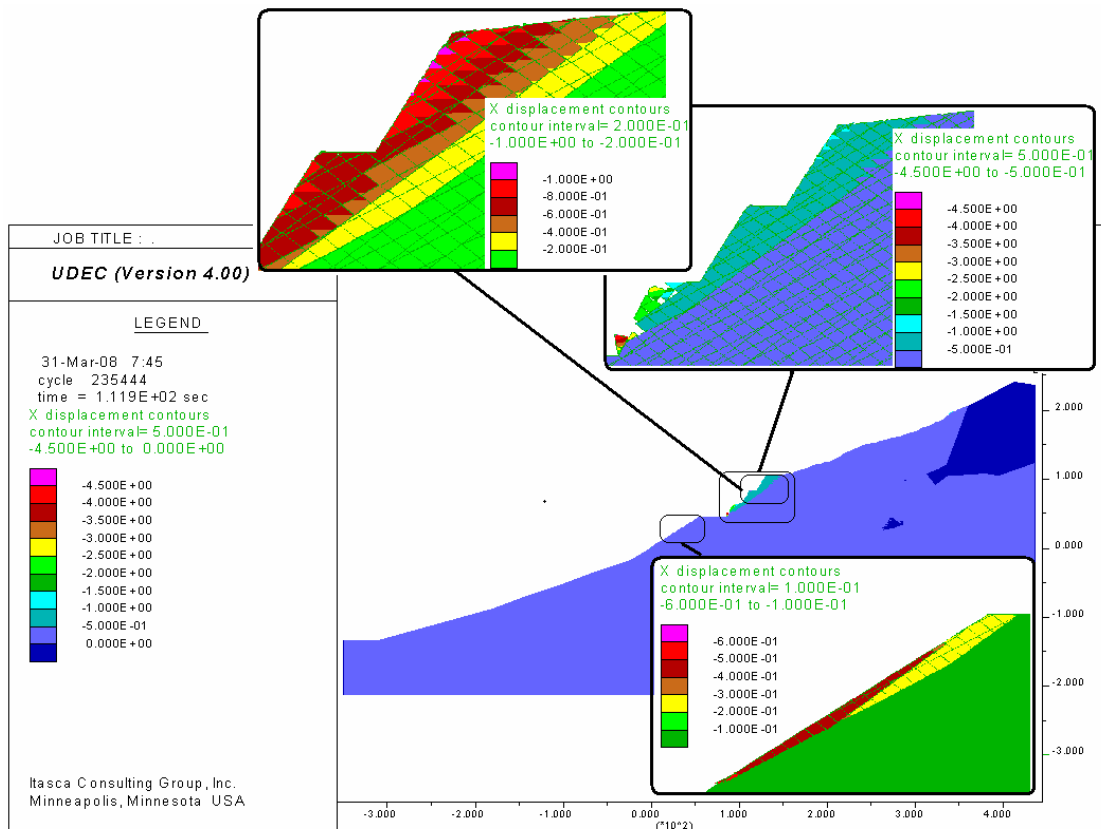 X displacement contours
contour interval= 2.000E-01
-1.000E+00 to -2.000E-01
-1.000E+00
-8.000E-01
-6.000E-01
-4.000E-01
-2.000E-01
X displacement contours
contour interval= 5.000E-01
-4.500E+00 to -5.000E-01
-4.500E+00
-4.000E+00
-3.500E+00
-3.000E+00
-2.500E+00
-2.000E+00
-1.500E+00
-1.000E+00
-5.000E-01
JOB TITLE : .
UDEC (Version 4.00)
LEGEND
31-Mar-08 7:45
cycle 235444
time = 1.119E+02 sec
X displacement contours
contour interval= 5.000E-01
-4.500E+00 to 0.000E+00
-4.500E+00
-4.000E+00
-3.500E+00
-3.000E+00
-2.500E+00
-2.000E+00
-1.500E+00
-1.000E+00
-5.000E-01
0.000E+00
2.000
1.000
0.000
-1.000
-2.000
-3.000
X displacement contours
contour interval= 1.000E-01
-6.000E-01 to -1.000E-01
-6.000E-01
-5.000E-01
-4.000E-01
-3.000E-01
-2.000E-01
-1.000E-01
Itasca Consulting Group, Inc.
Minneapolis, Minnesota USA
-3.000 -2.000 -1.000 0.000 1.000 2.000 3.000 4.000
(*10^2)